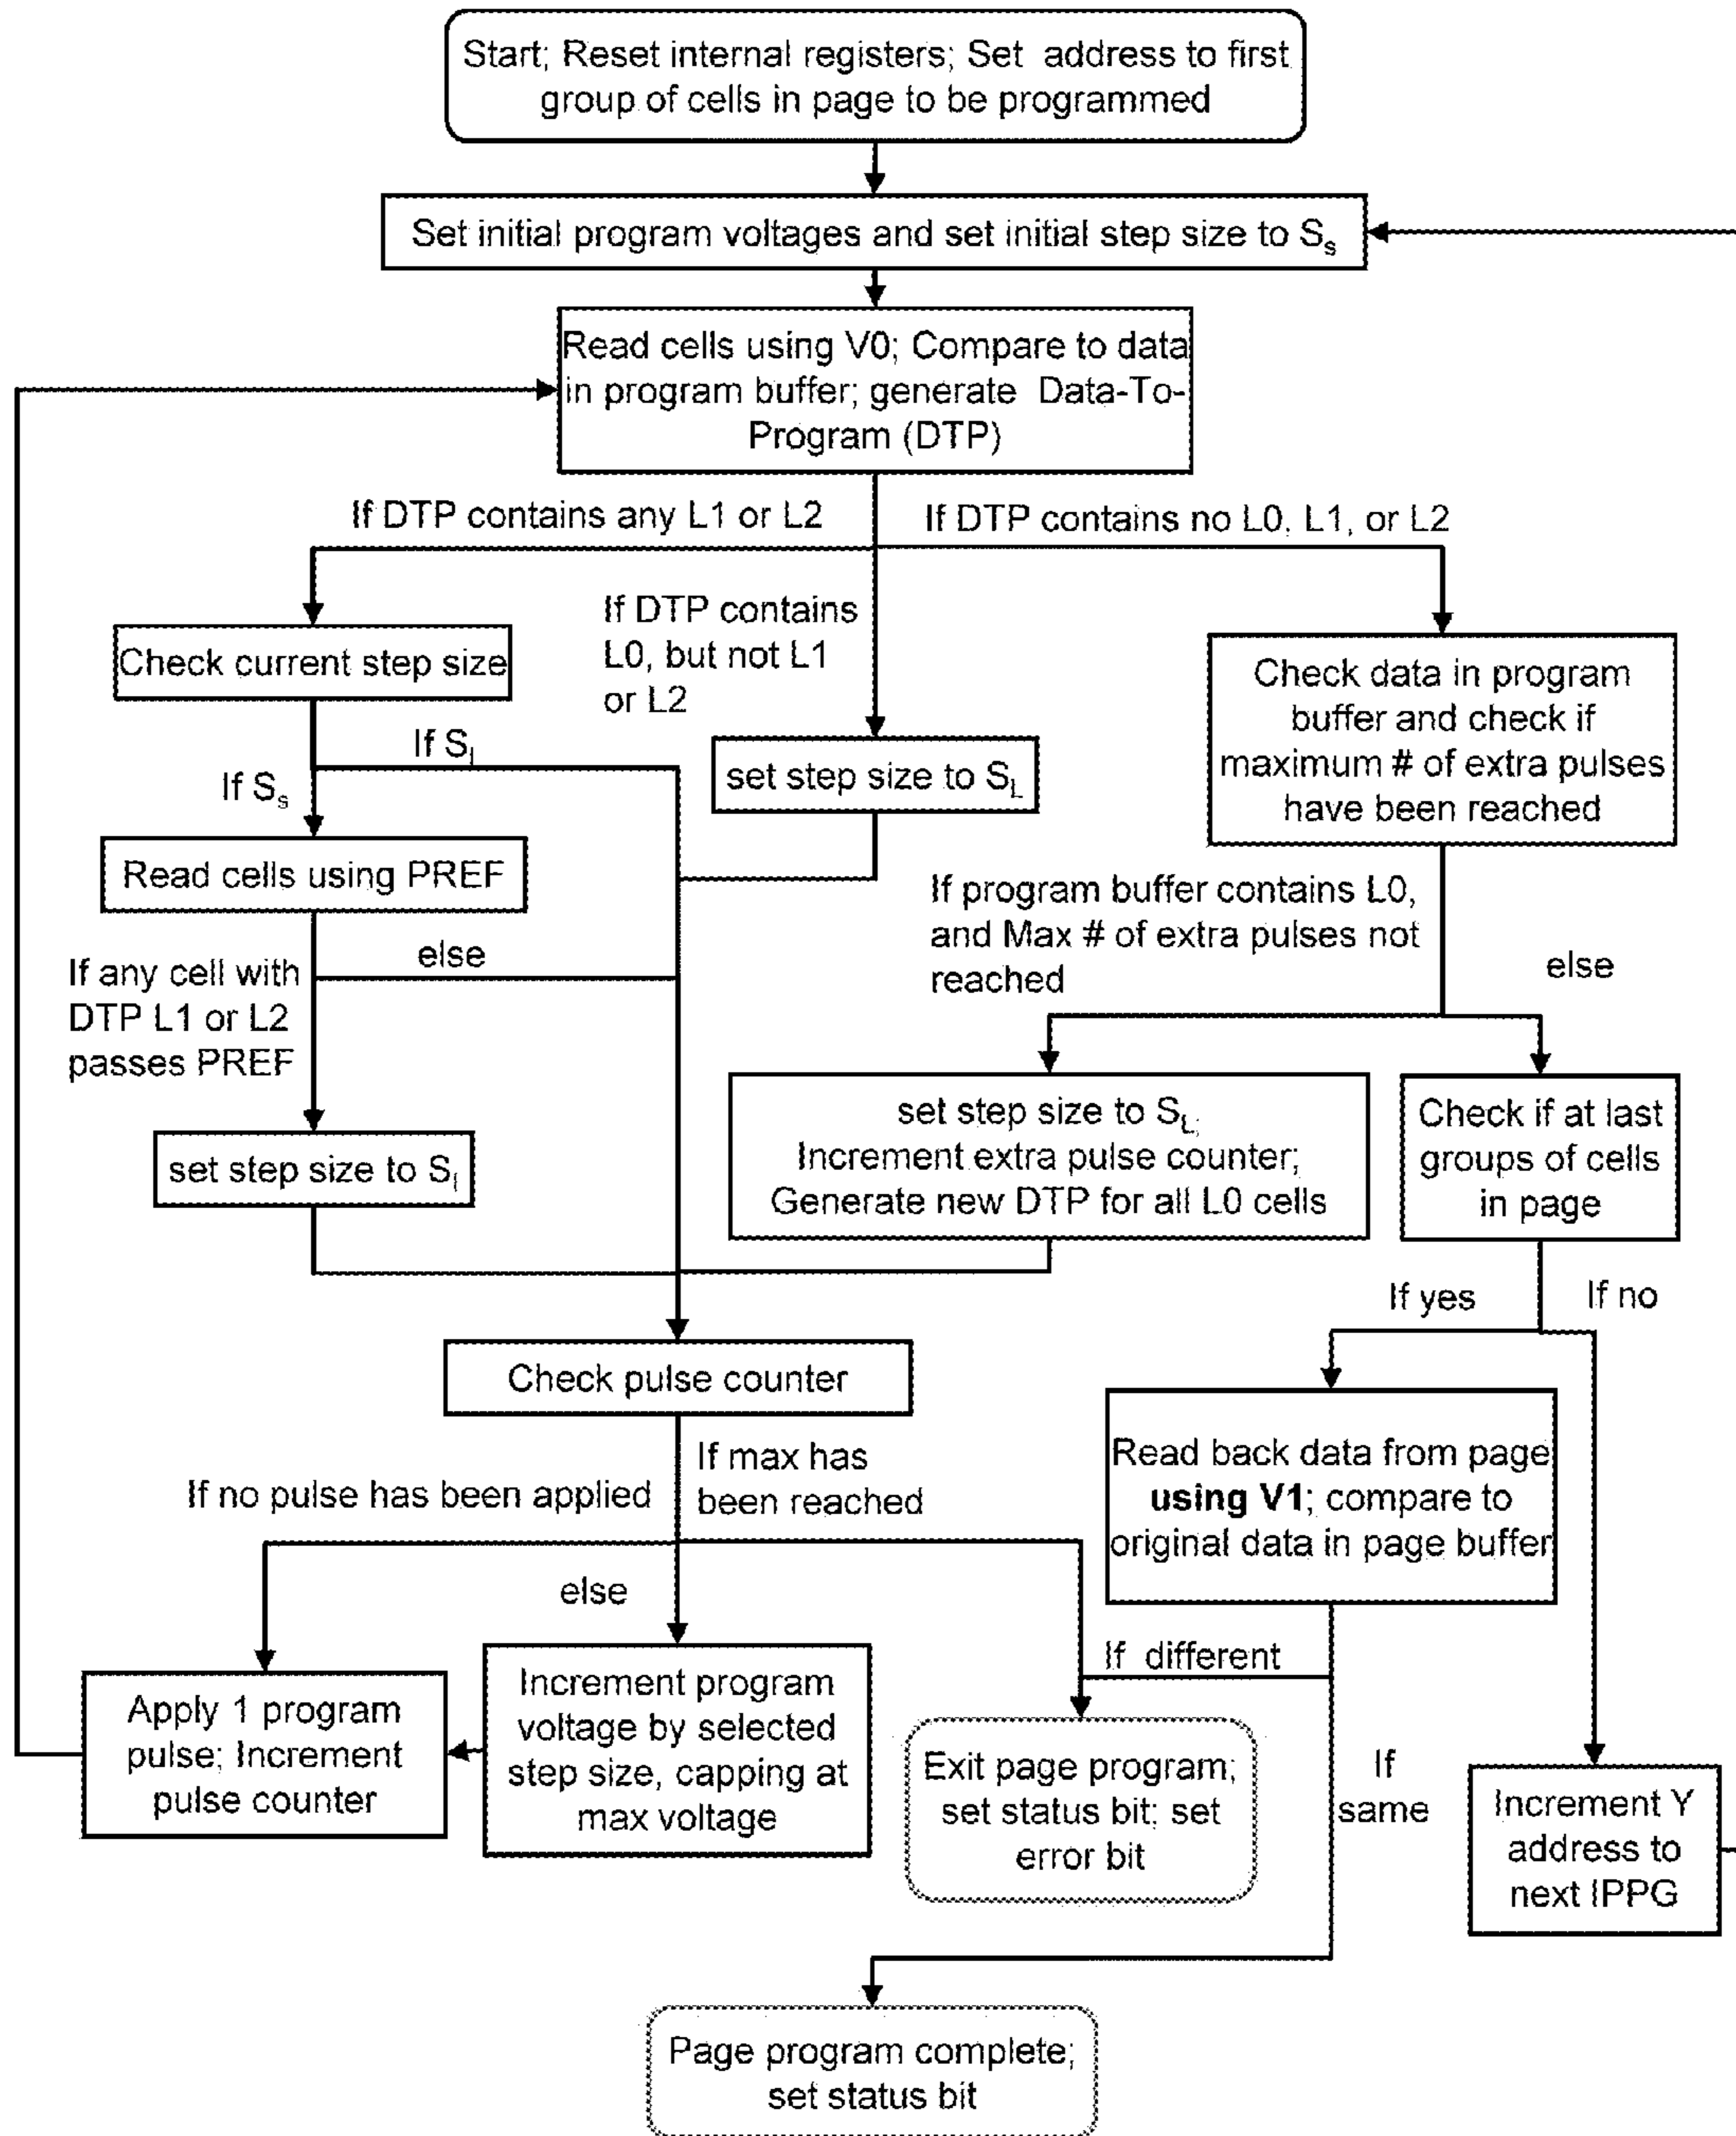 Start; Reset internal registers; Set address to first
group of cells in page to be programmed
Set initial program voltages and set initial step size to Ss
Read cells using V0; Compare to data
in program buffer; generate Data-To-
Program (DTP)
If DTP contains any L1 or L2
If DTP contains no L0, L1, or L2
If DTP contains
L0, but not L1
or L2
Check current step size
Check data in program
buffer and check if
maximum # of extra pulses
have been reached
If SI
If Ss
set step size to SL
Read cells using PREF
If program buffer contains L0,
and Max # of extra pulses not
reached
else
else
If any cell with
DTP L1 or L2
passes PREF
set step size to SL;
Increment extra pulse counter;
Generate new DTP for all L0 cells
Check if at last
groups of cells
in page
set step size to SI
If yes
If no
Check pulse counter
Read back data from page
using V1; compare to
original data in page buffer
If no pulse has been applied
If max has
been reached
else
If different
If
same
Apply 1 program
pulse; Increment
pulse counter
Increment program
voltage by selected
step size, capping at
max voltage
Exit page program;
set status bit; set
error bit
Increment Y
address to
next IPPG
Page program complete;
set status bit